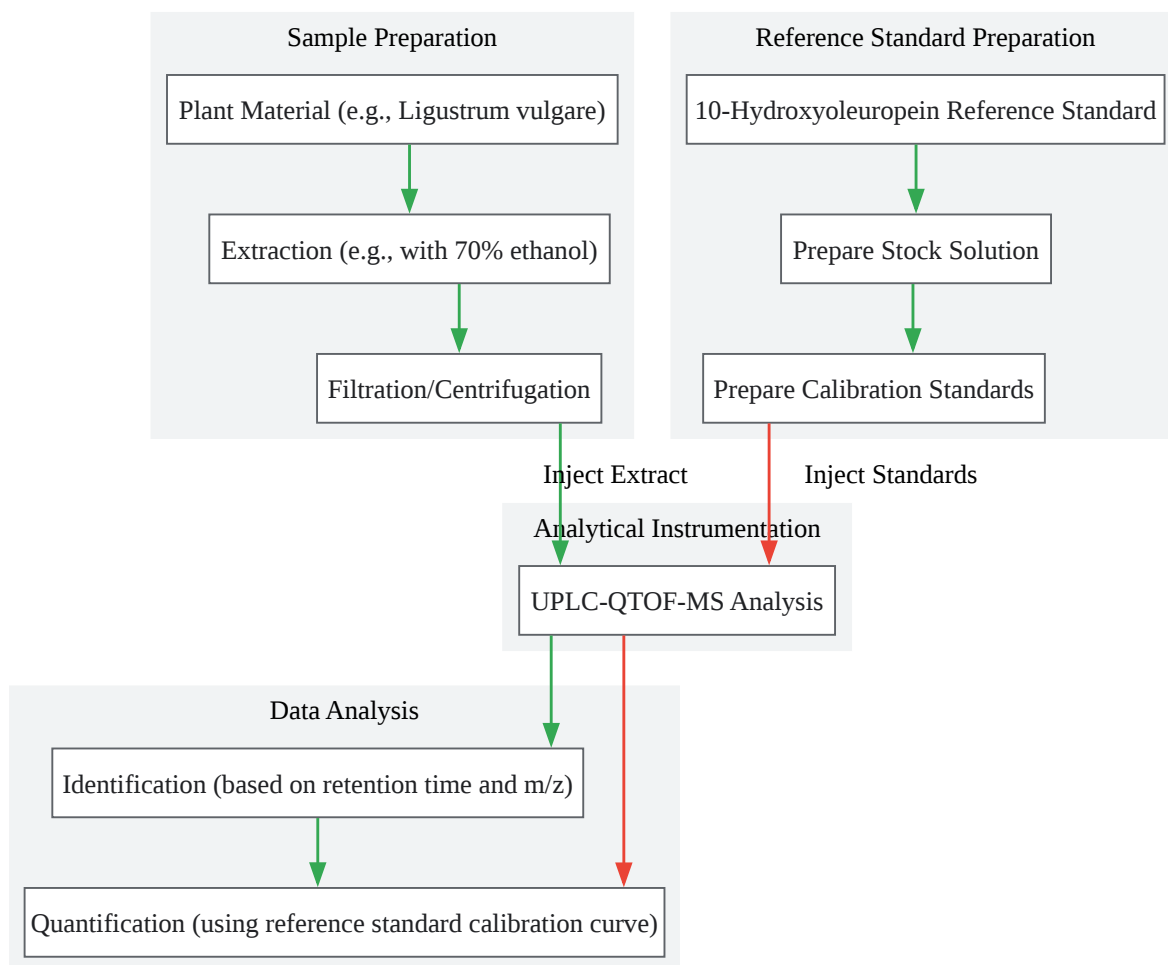 Sample Preparation
Plant Material (e.g., Ligustrum vulgare)
Extraction (e.g., with 70% ethanol)
Filtration/Centrifugation
Reference Standard Preparation
10-Hydroxyoleuropein Reference Standard
Prepare Stock Solution
Prepare Calibration Standards
Inject Extract
Inject Standards
Analytical Instrumentation
UPLC-QTOF-MS Analysis
Data Analysis
Identification (based on retention time and m/z)
Quantification (using reference standard calibration curve)